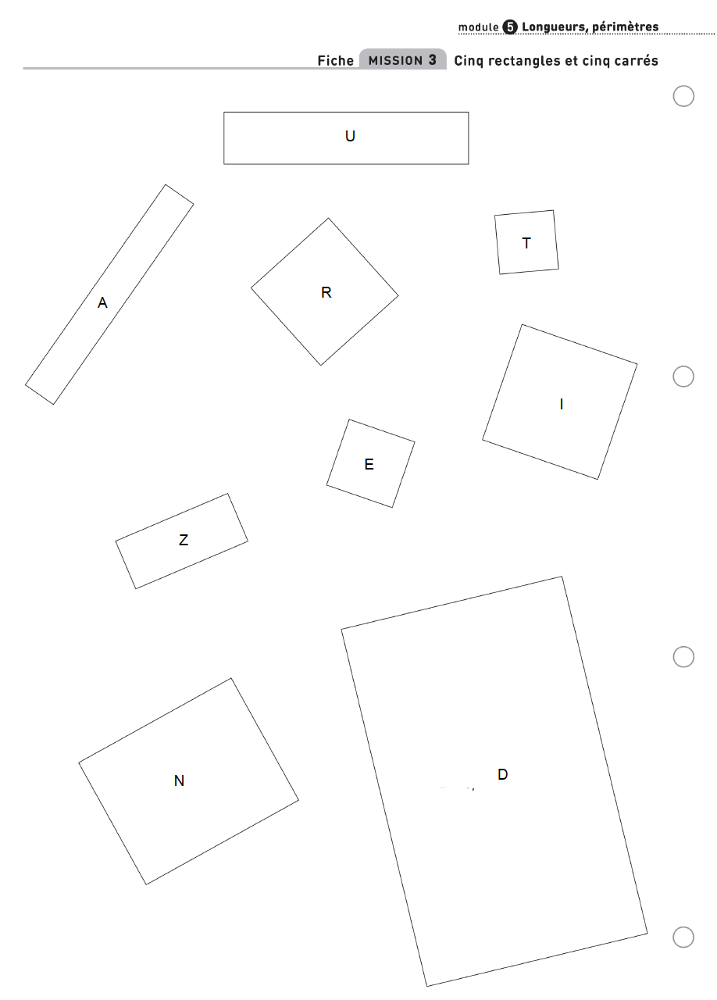 module 5 Longueurs, périmètres
Fiche MISSION 3 Cinq rectangles et cinq carrés
U
T
R
A
I
E
Z
D
N